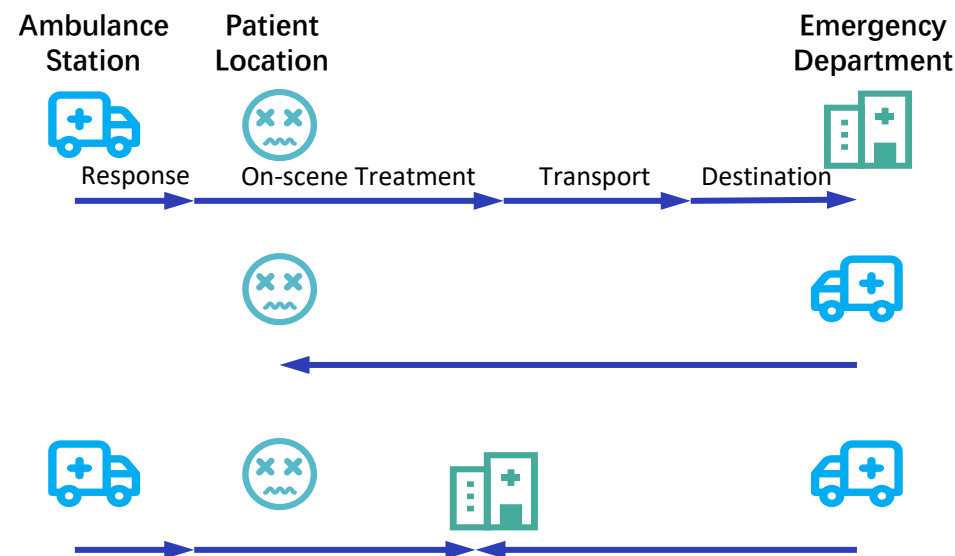 Ambulance
Station
Patient
Location
Emergency
Department
Response
On-scene Treatment
Transport
Destination